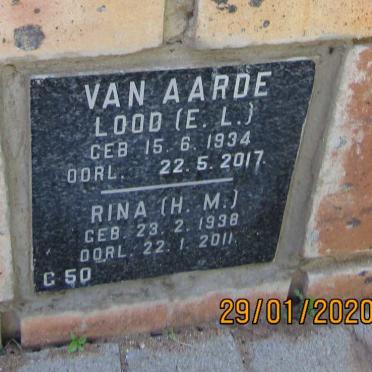 VAN AARDE
LOOD (E. L.)
GEB 15. 6. 1934
OORL. 22. 5. 2017.
RINA (H. M.)
GEB. 23. 2. 1938
OORL. 22. 1. 2011.
G 50
29/01/2020